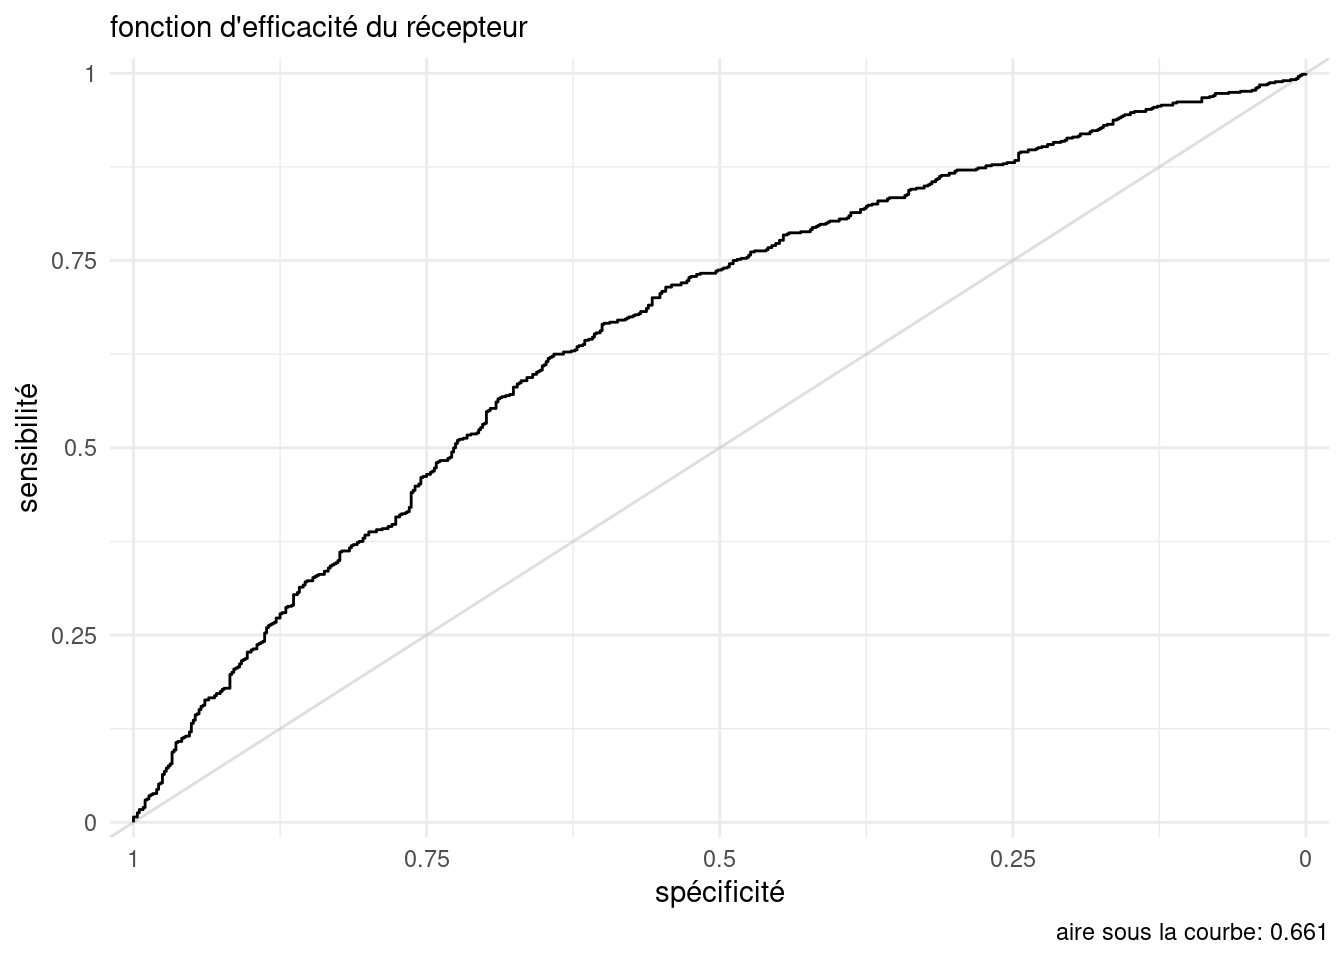 fonction d'efficacité du récepteur
1
0.75
0.5
0.25
0
sensibilité
1
0.75
0.5
0.25
0
spécificité
aire sous la courbe: 0.661